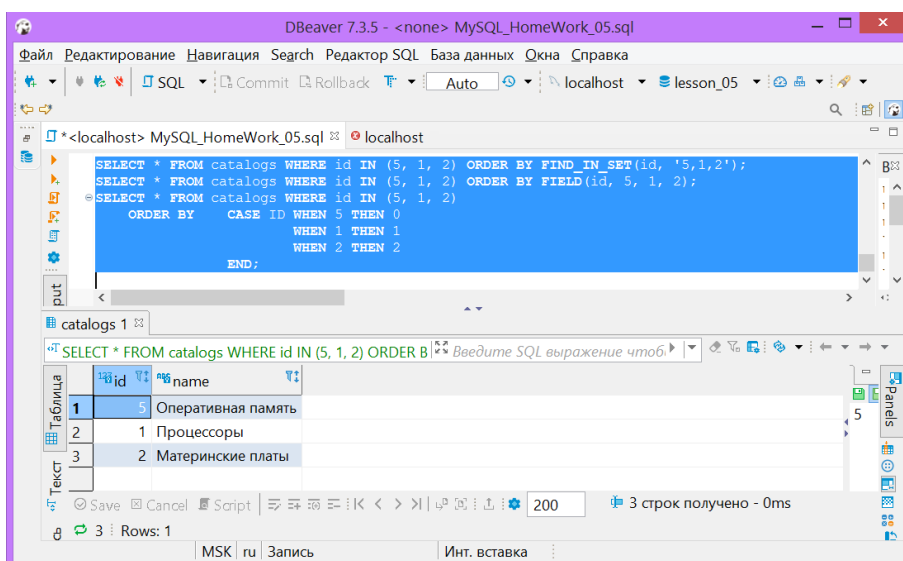 DBeaver 7.3.5 - <none> MySQL_HomeWork_05.sql
Файл Редактирование Навигация Search Редактор SQL База данных Окна Справка
SQL Commit Rollback Auto localhost lesson_05
*<localhost> MySQL_HomeWork_05.sql localhost
SELECT * FROM catalogs WHERE id IN (5, 1, 2) ORDER BY FIND_IN_SET(id, '5,1,2');
SELECT * FROM catalogs WHERE id IN (5, 1, 2) ORDER BY FIELD(id, 5, 1, 2);
SELECT * FROM catalogs WHERE id IN (5, 1, 2)
ORDER BY CASE ID WHEN 5 THEN 0
WHEN 1 THEN 1
WHEN 2 THEN 2
END;
put
catalogs 1
SELECT * FROM catalogs WHERE id IN (5, 1, 2) ORDER B Введите SQL выражение чтоб
Таблица
Текст
123 id ABC name
1 5 Оперативная память
2 1 Процессоры
3 2 Материнские платы
5
Panels
Save Cancel Script 200 3 строк получено - 0ms
3 Rows: 1
MSK ru Запись Инт. вставка